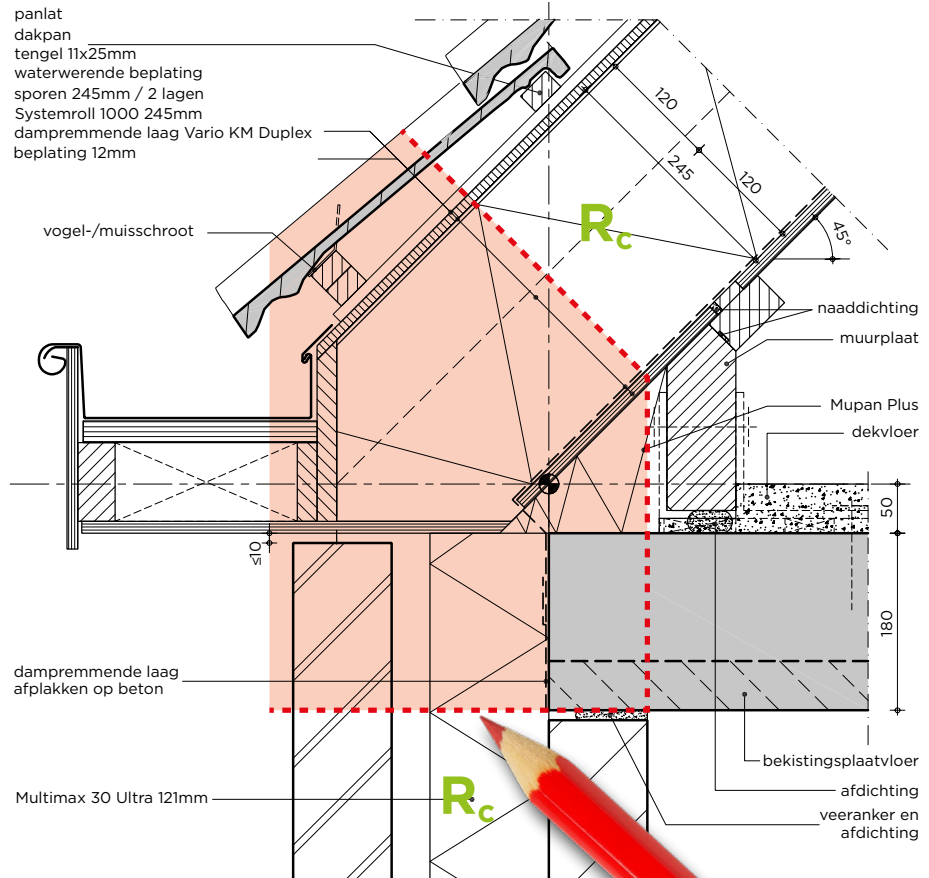 panlat
dakpan
tengel 11x25mm
waterwerende beplating
sporen 245mm / 2 lagen
Systemroll 1000 245mm
dampremmende laag Vario KM Duplex
beplating 12mm
vogel-/muisschroot
120
245
120
Rc
45°
naaddichting
muurplaat
Mupan Plus
dekvloer
50
≤10
180
dampremmende laag
afplakken op beton
bekistingsplaatvloer
Multimax 30 Ultra 121mm
Rc
afdichting
veeranker en
afdichting